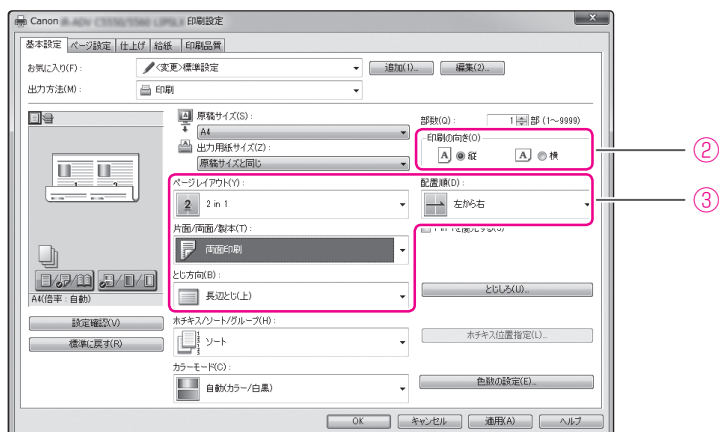 Canon iR-ADV C5550/5560 LIPSLX 印刷設定
基本設定 ページ設定 仕上げ 給紙 印刷品質
お気に入り(F): <変更>標準設定 追加(1)... 編集(2)...
出力方法(M): 印刷
原稿サイズ(S):
A4
出力用紙サイズ(Z):
原稿サイズと同じ
部数(Q): 1 部 (1～9999)
印刷の向き(O)
A 縦 A 横
②
ページレイアウト(Y):
2 2 in 1
配置順(D):
左から右
③
片面/両面/製本(T):
両面印刷
とじ方向(B):
長辺とじ(上)
とじしろ(U)...
A4(倍率:自動)
設定確認(V)
標準に戻す(R)
ホチキス/ソート/グループ(H):
ソート
ホチキス位置指定(L)...
カラーモード(C):
自動(カラー/白黒)
色数の設定(E)...
OK キャンセル 適用(A) ヘルプ